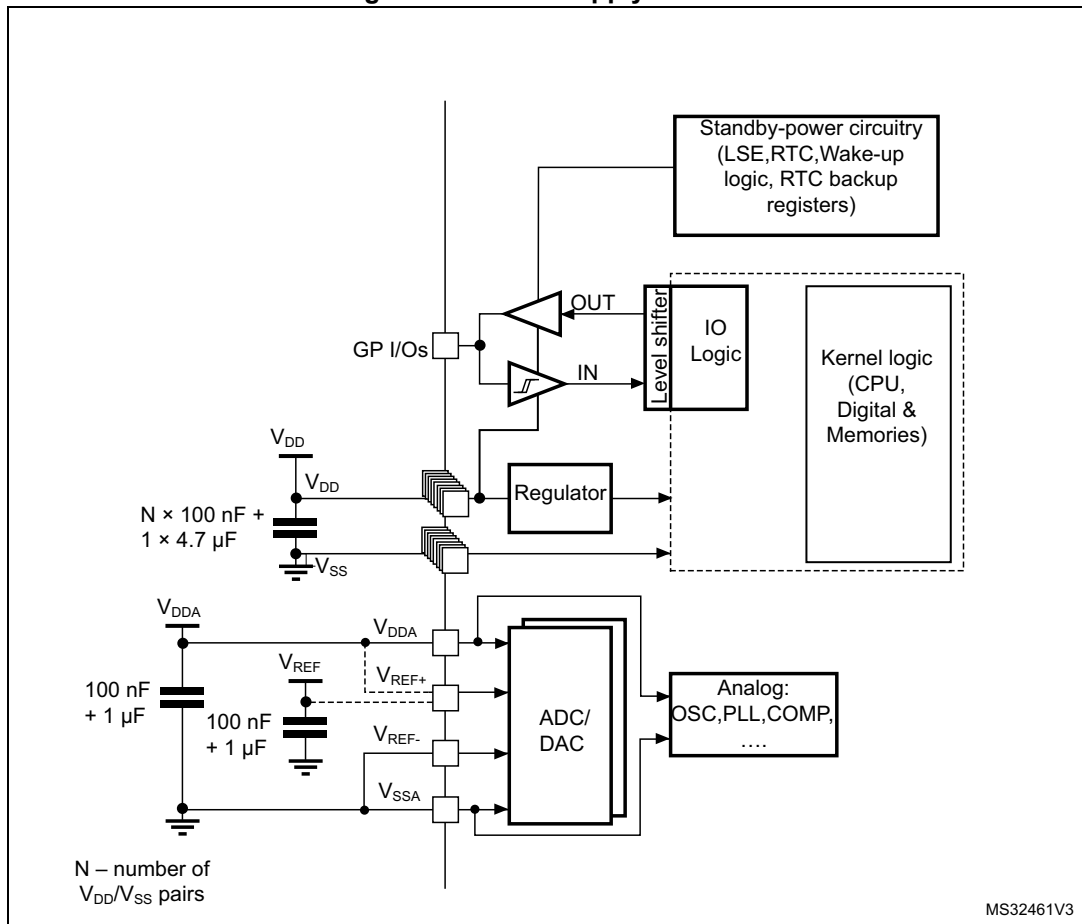 Standby-power circuitry
(LSE,RTC,Wake-up
logic, RTC backup
registers)
OUT
Level shifter
IO
Logic
GP I/Os
IN
Kernel logic
(CPU,
Digital &
Memories)
VDD
VDD
Regulator
N × 100 nF +
1 × 4.7 µF
VSS
VDDA
VDDA
VREF
VREF+
100 nF
+ 1 µF
100 nF
+ 1 µF
ADC/
DAC
Analog:
OSC,PLL,COMP,
....
VREF-
VSSA
N – number of
VDD/VSS pairs
MS32461V3